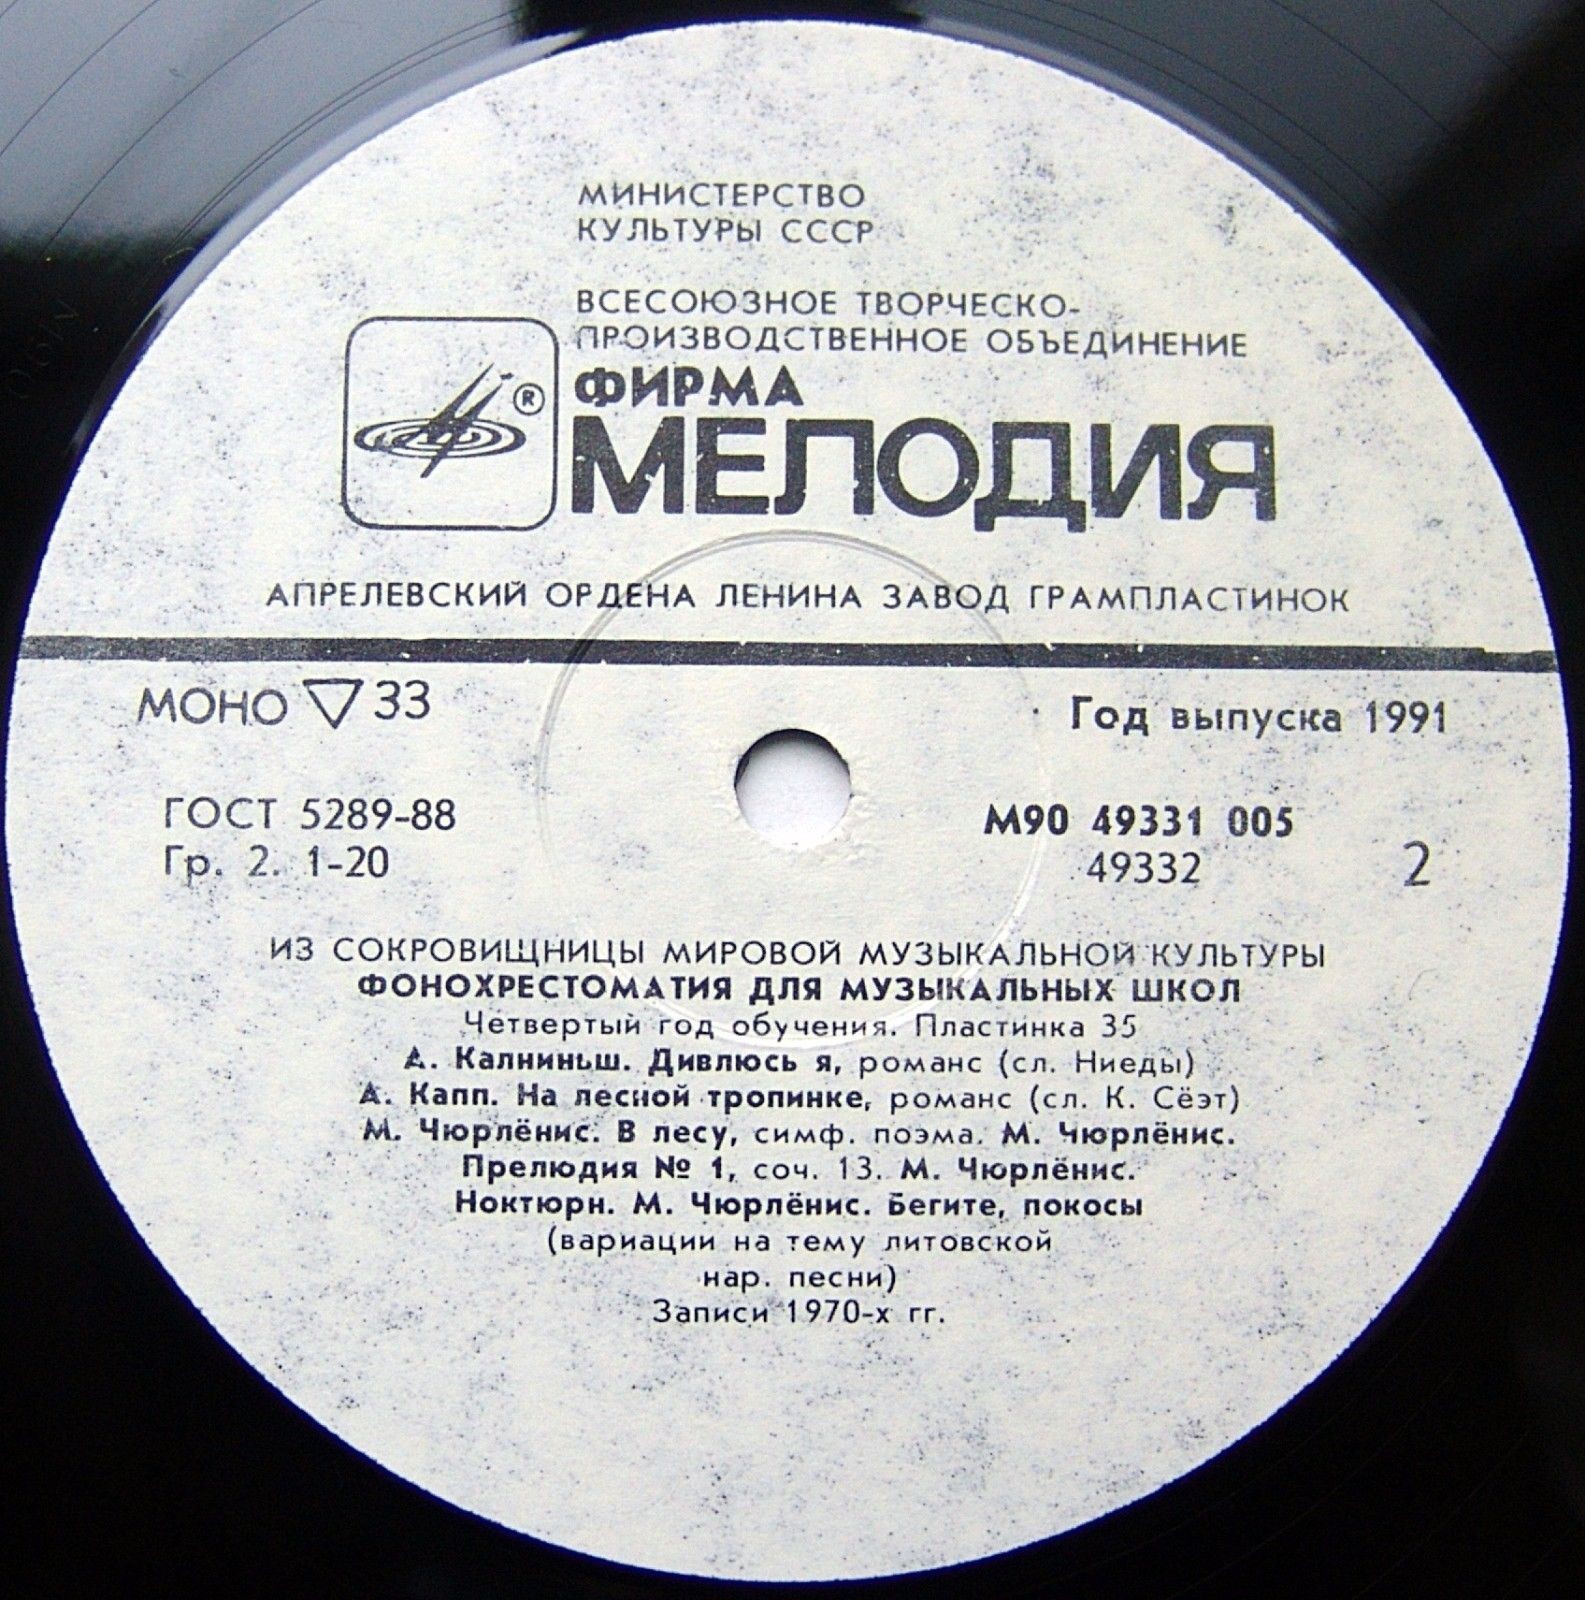 МИНИСТЕРСТВО
КУЛЬТУРЫ СССР
ВСЕСОЮЗНОЕ ТВОРЧЕСКО-
ПРОИЗВОДСТВЕННОЕ ОБЪЕДИНЕНИЕ
ФИРМА
®
МЕЛОДИЯ
АПРЕЛЕВСКИЙ ОРДЕНА ЛЕНИНА ЗАВОД ГРАМПЛАСТИНОК
МОНО ▽ 33
Год выпуска 1991
ГОСТ 5289-88
М90 49331 005
Гр. 2. 1-20
49332
2
ИЗ СОКРОВИЩНИЦЫ МИРОВОЙ МУЗЫКАЛЬНОЙ КУЛЬТУРЫ
ФОНОХРЕСТОМАТИЯ ДЛЯ МУЗЫКАЛЬНЫХ ШКОЛ
Четвертый год обучения. Пластинка 35
А. Калниньш. Дивлюсь я, романс (сл. Ниеды)
А. Капп. На лесной тропинке, романс (сл. К. Сёэт)
М. Чюрлёнис. В лесу, симф. поэма. М. Чюрлёнис.
Прелюдия № 1, соч. 13. М. Чюрлёнис.
Ноктюрн. М. Чюрлёнис. Бегите, покосы
(вариации на тему литовской
нар. песни)
Записи 1970-х гг.